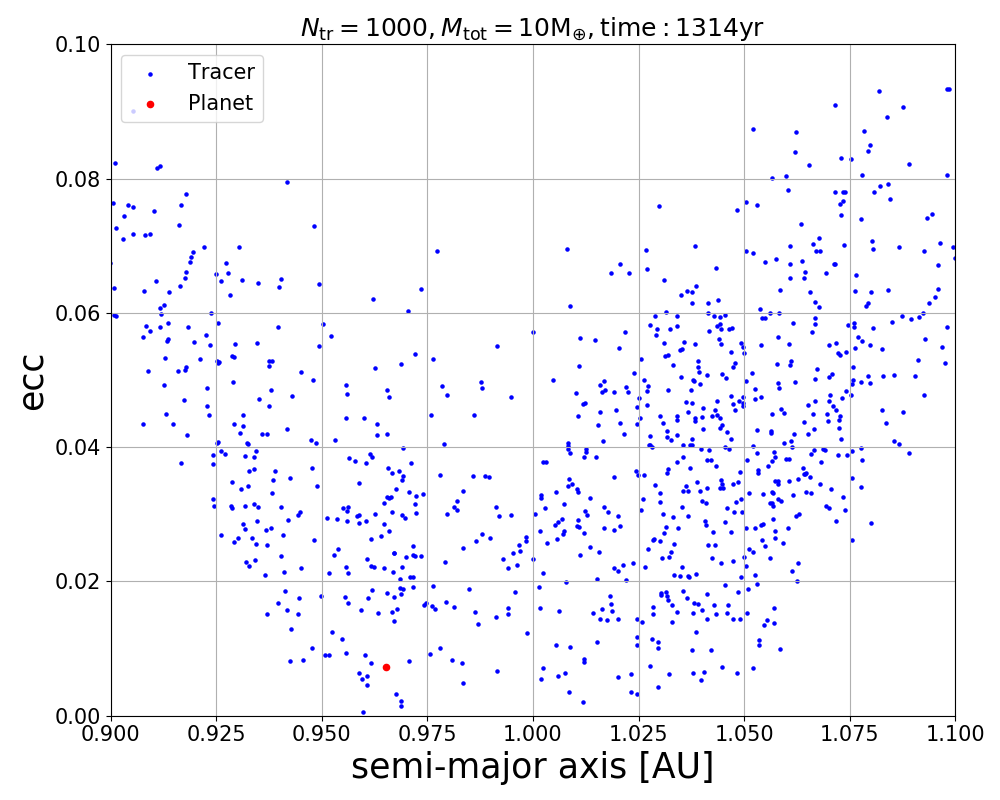 N_tr = 1000, M_tot = 10M_⊕, time : 1314yr
0.10
Tracer
Planet
0.08
0.06
ecc
0.04
0.02
0.00
0.900 0.925 0.950 0.975 1.000 1.025 1.050 1.075 1.100
semi-major axis [AU]